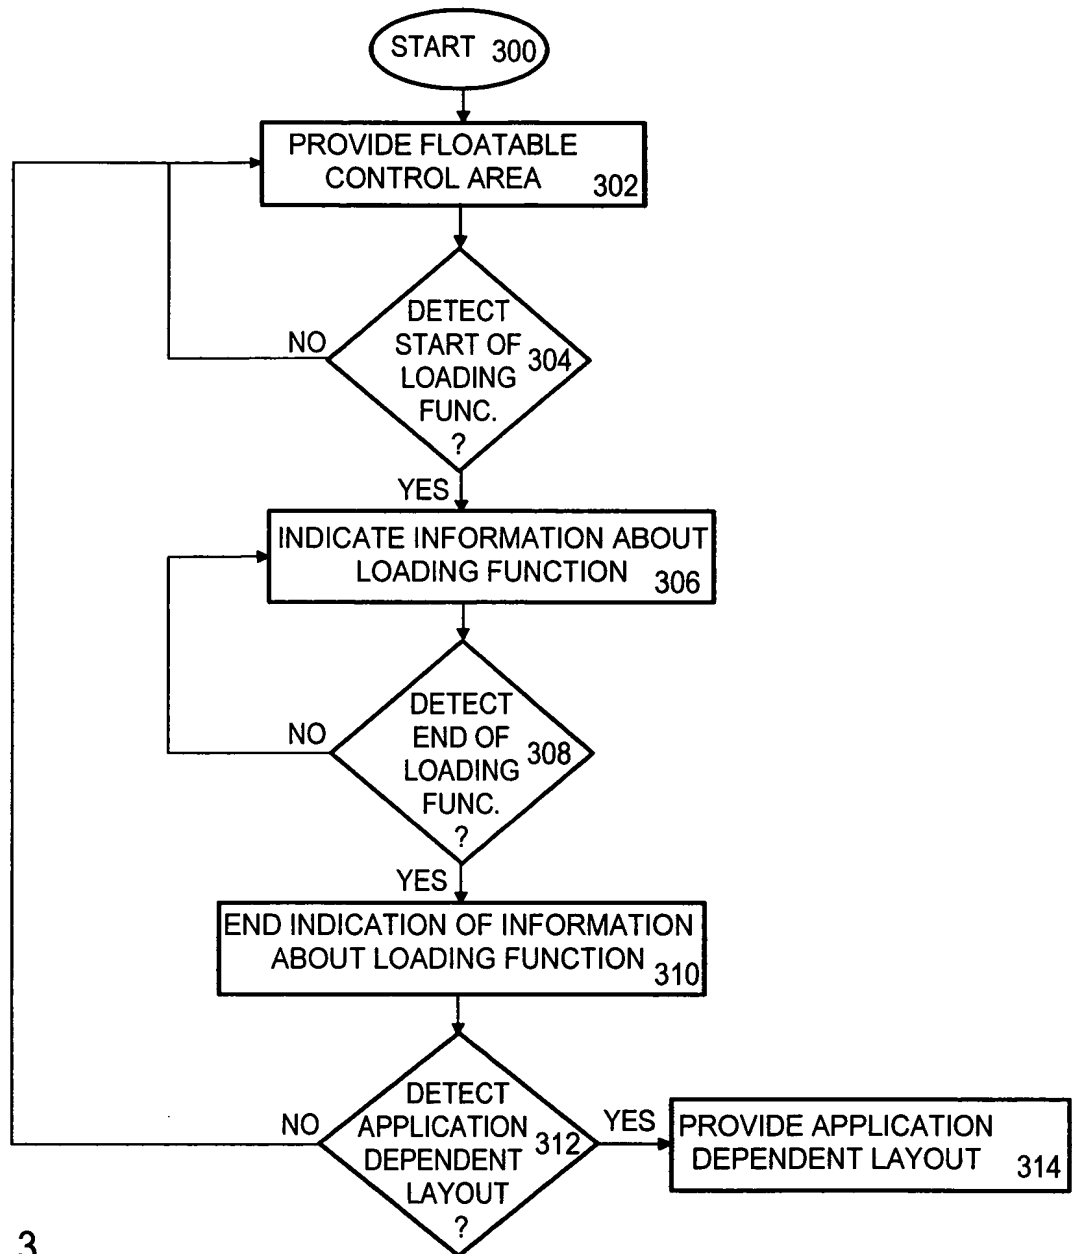 START 300
PROVIDE FLOATABLE
CONTROL AREA 302
DETECT
START OF
304
LOADING
FUNC.
?
NO
YES
INDICATE INFORMATION ABOUT
LOADING FUNCTION 306
DETECT
END OF
308
LOADING
FUNC.
?
NO
YES
END INDICATION OF INFORMATION
ABOUT LOADING FUNCTION 310
DETECT
APPLICATION
312
DEPENDENT
LAYOUT
?
NO
YES
PROVIDE APPLICATION
DEPENDENT LAYOUT 314
3